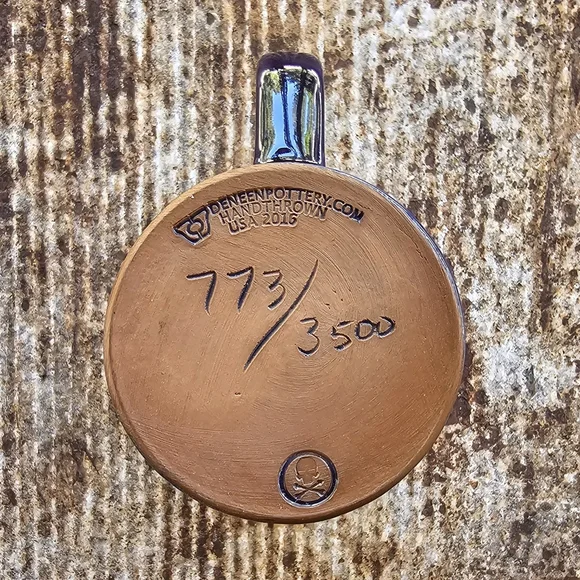 DENEENPOTTERY.COM
HANDTHROWN
USA 2016
773/3500